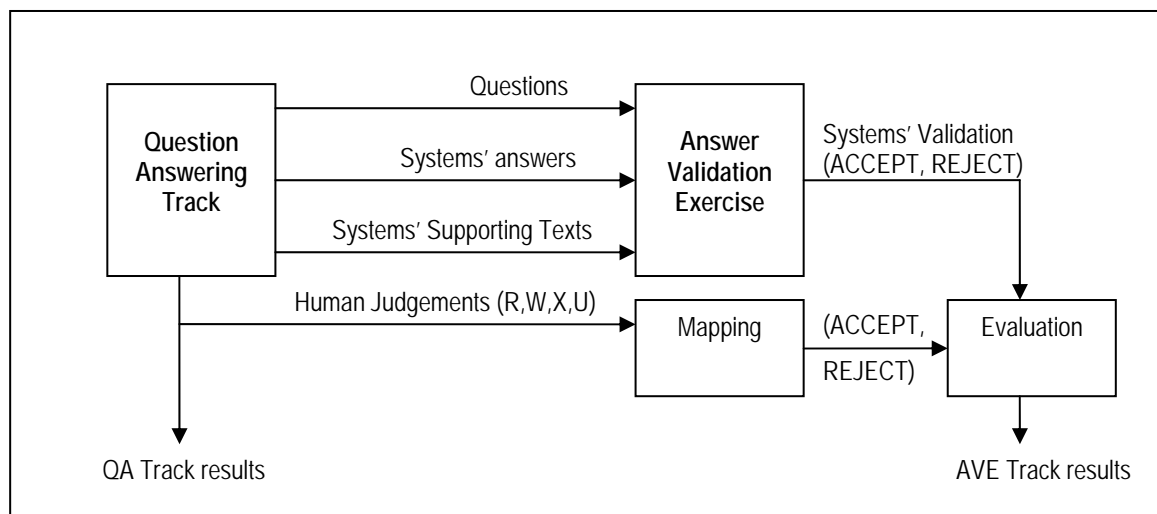 Questions
Question
Answering
Track
Systems’ answers
Systems’ Supporting Texts
Answer
Validation
Exercise
Systems’ Validation
(ACCEPT, REJECT)
Human Judgements (R,W,X,U)
Mapping
(ACCEPT,
REJECT)
Evaluation
QA Track results
AVE Track results